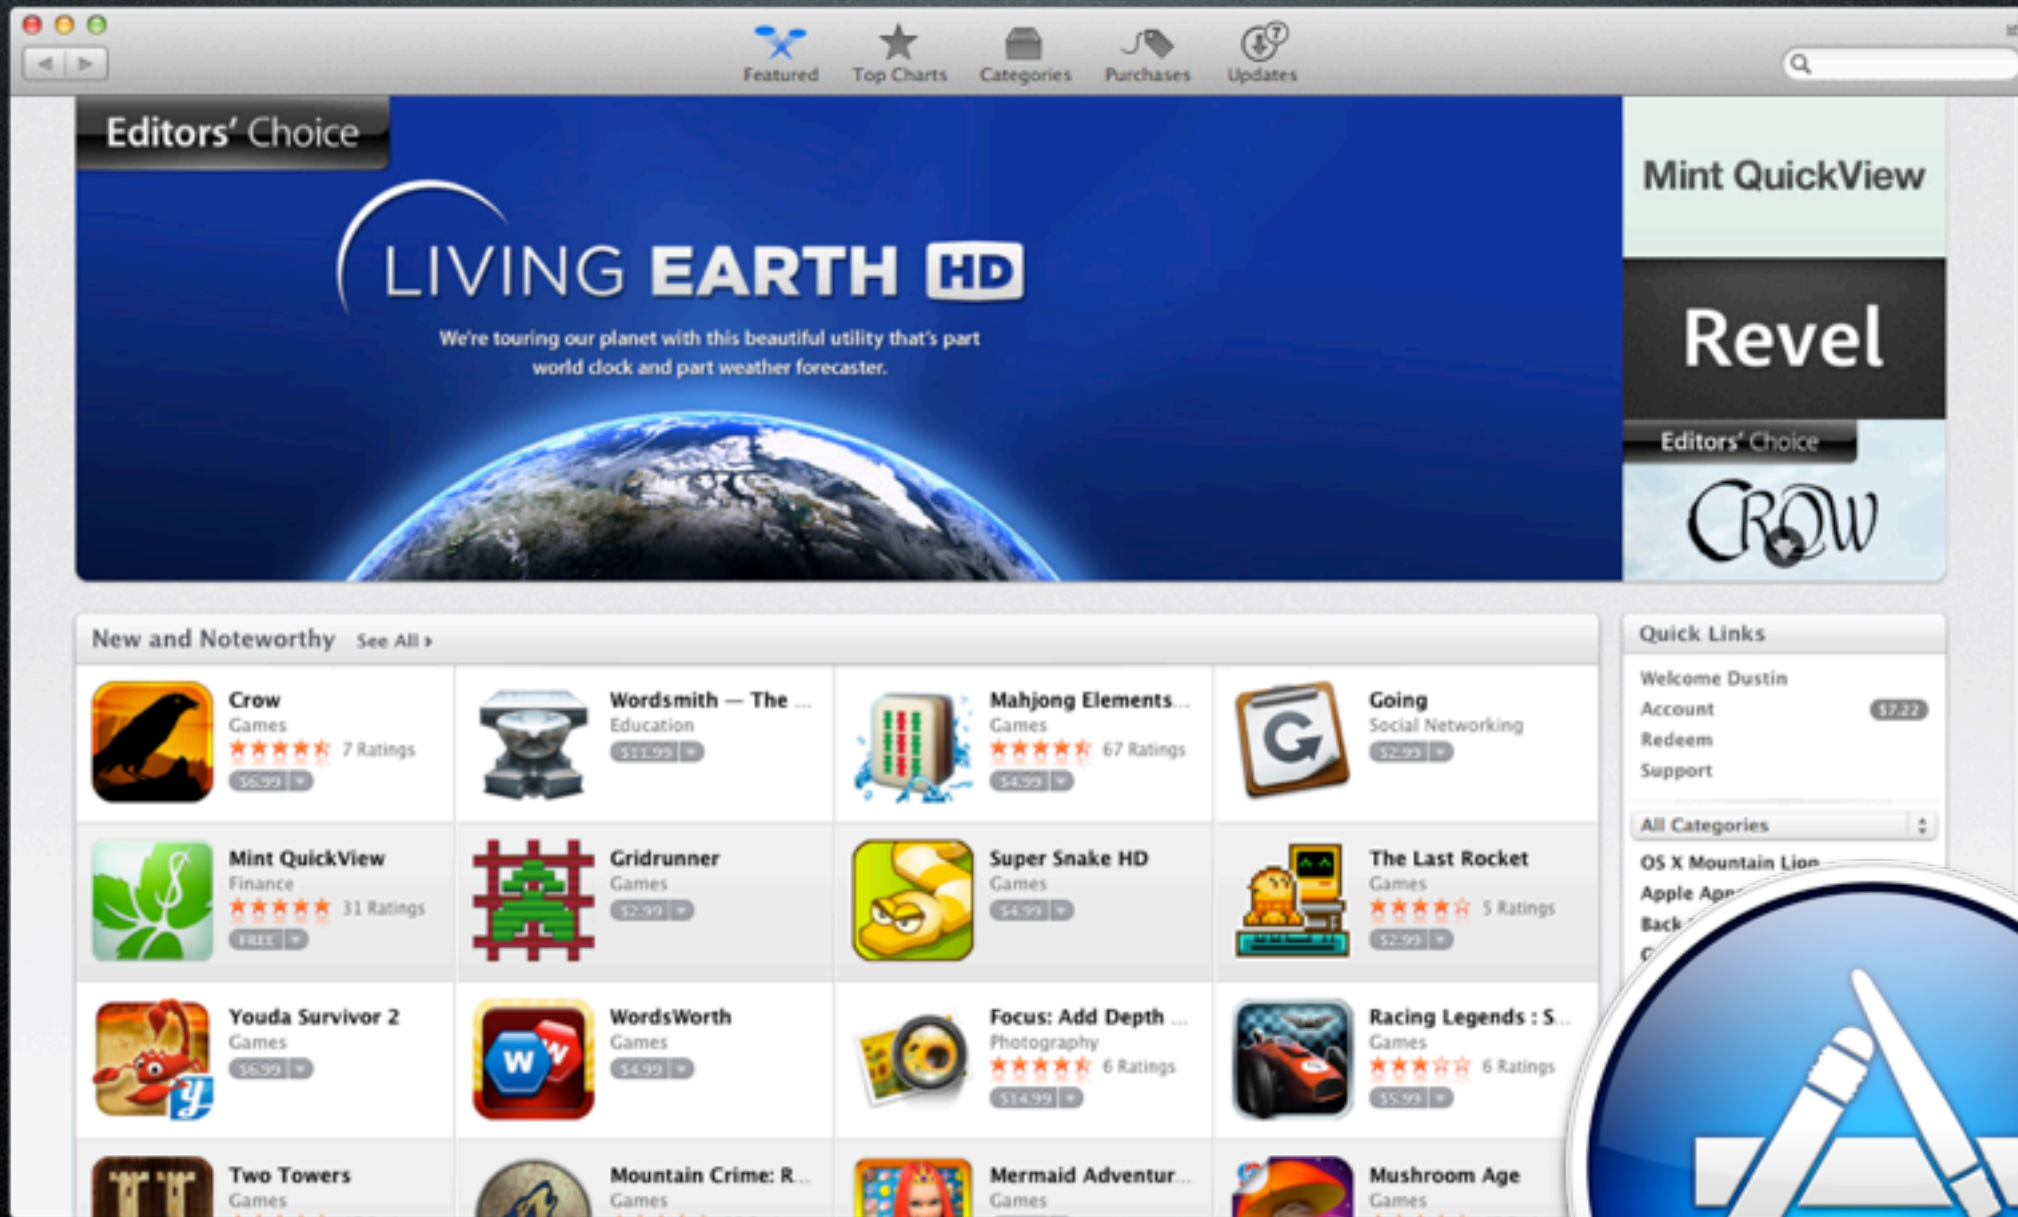 Featured
Top Charts
Categories
Purchases
7
Updates
Editors' Choice
LIVING EARTH HD
We're touring our planet with this beautiful utility that's part
world clock and part weather forecaster.
Mint QuickView
Revel
Editors' Choice
CROW
New and Noteworthy See All
Crow
Games
7 Ratings
$6.99
Wordsmith — The ...
Education
$11.99
Mahjong Elements...
Games
67 Ratings
$4.99
Going
Social Networking
$2.99
Mint QuickView
Finance
31 Ratings
FREE
Gridrunner
Games
$2.99
Super Snake HD
Games
$4.99
The Last Rocket
Games
5 Ratings
$2.99
Youda Survivor 2
Games
$6.99
WordsWorth
Games
$4.99
Focus: Add Depth ...
Photography
6 Ratings
$14.99
Racing Legends : S...
Games
6 Ratings
$5.99
Two Towers
Games
Mountain Crime: R...
Games
Mermaid Adventur...
Games
Mushroom Age
Games
Quick Links
Welcome Dustin
Account $7.22
Redeem
Support
All Categories
OS X Mountain Lion
Apple App
Back